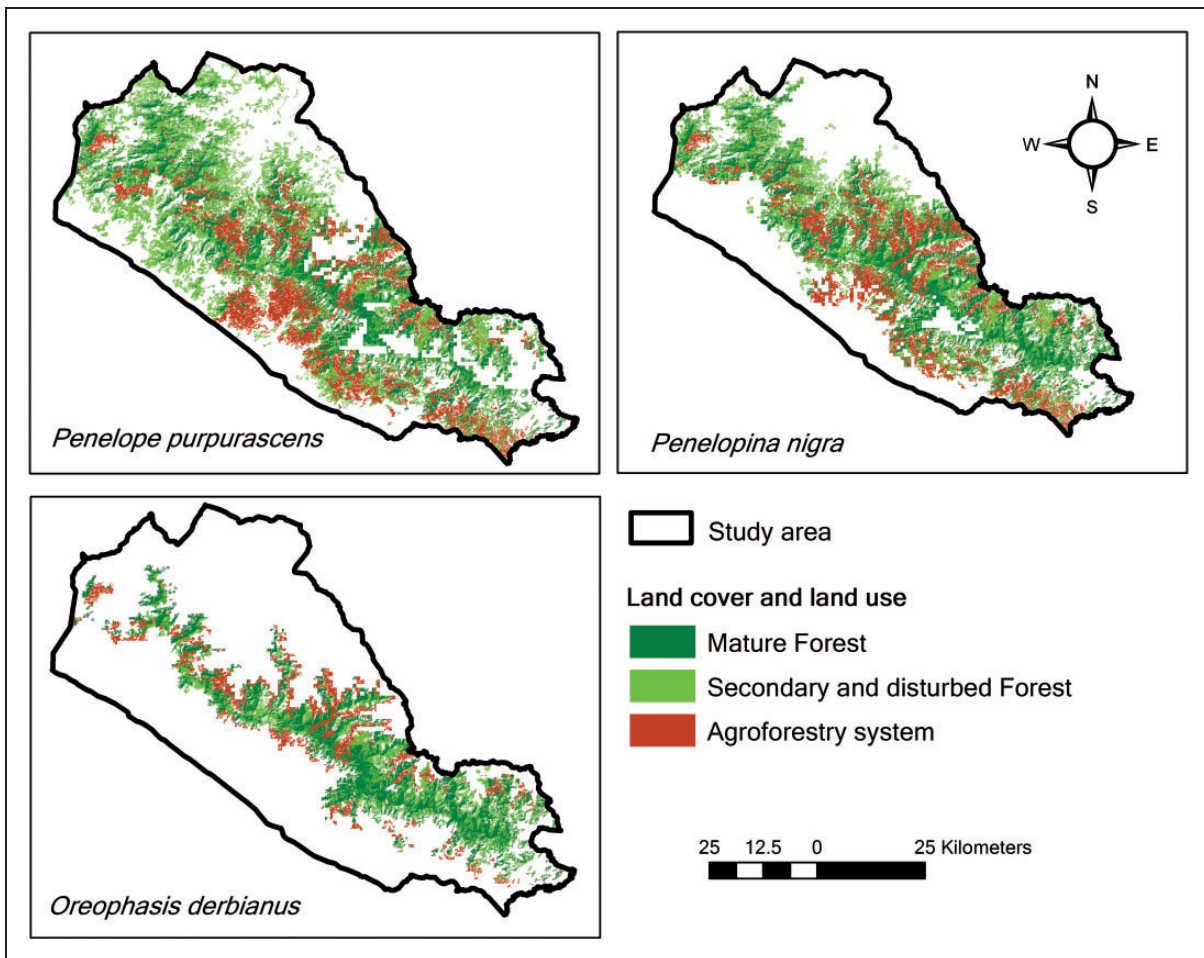 Penelope purpurascens
N
W E
S
Penelopina nigra
Oreophasis derbianus
Study area
Land cover and land use
Mature Forest
Secondary and disturbed Forest
Agroforestry system
25 12.5 0 25 Kilometers